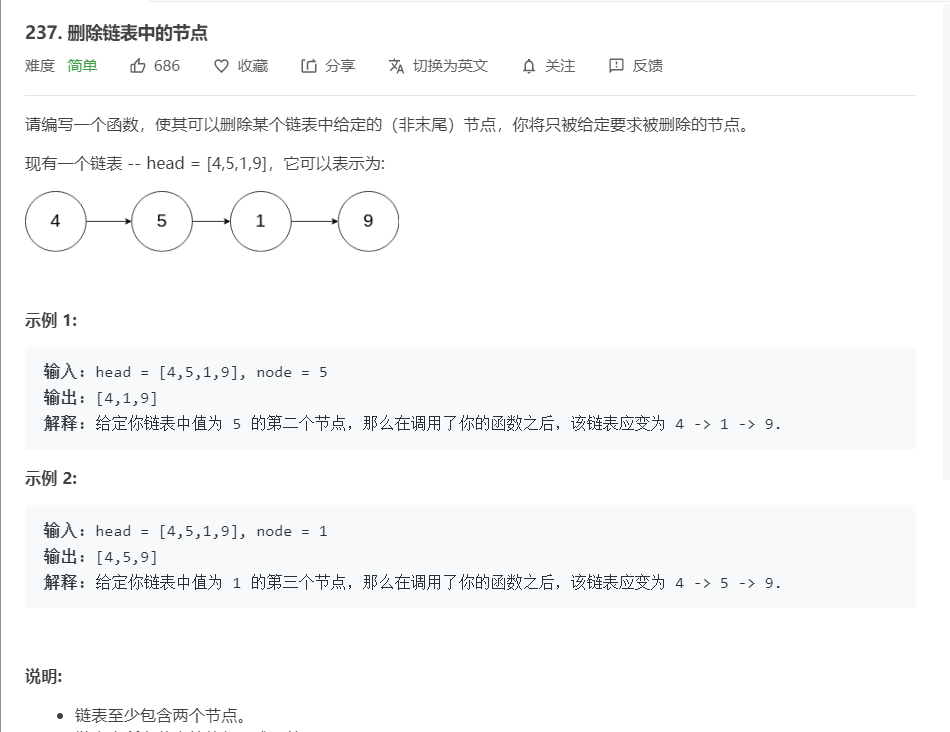 237. 删除链表中的节点
难度 简单 686 收藏 分享 切换为英文 关注 反馈
请编写一个函数，使其可以删除某个链表中给定的（非末尾）节点，你将只被给定要求被删除的节点。
现有一个链表 -- head = [4,5,1,9]，它可以表示为:
4 5 1 9
示例 1:
输入: head = [4,5,1,9], node = 5
输出: [4,1,9]
解释: 给定你链表中值为 5 的第二个节点，那么在调用了你的函数之后，该链表应变为 4 -> 1 -> 9.
示例 2:
输入: head = [4,5,1,9], node = 1
输出: [4,5,9]
解释: 给定你链表中值为 1 的第三个节点，那么在调用了你的函数之后，该链表应变为 4 -> 5 -> 9.
说明:
• 链表至少包含两个节点。